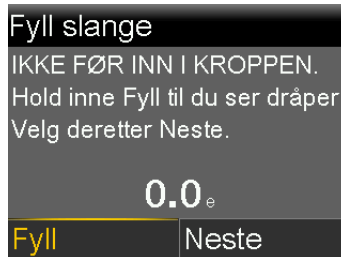 Fyll slange
IKKE FØR INN I KROPPEN.
Hold inne Fyll til du ser dråper
Velg deretter Neste.
0.0 e
Fyll
Neste